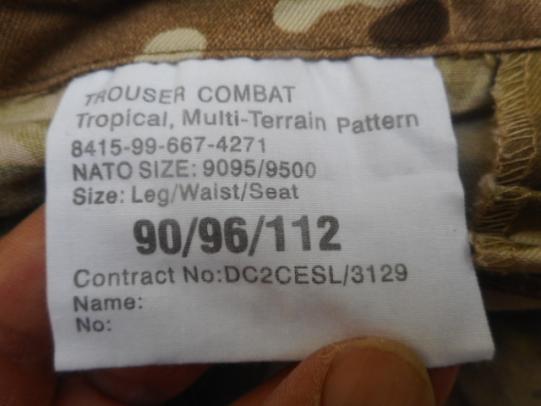 TROUSER COMBAT
Tropical, Multi-Terrain Pattern
8415-99-667-4271
NATO SIZE: 9095/9500
Size: Leg/Waist/Seat
90/96/112
Contract No:DC2CESL/3129
Name:
No: